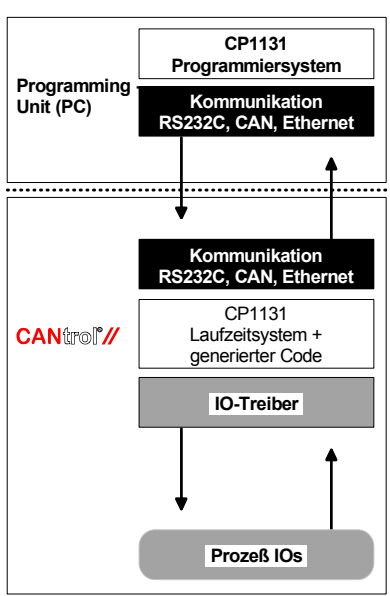 CP1131
Programmiersystem
Programming
Unit (PC)
Kommunikation
RS232C, CAN, Ethernet
Kommunikation
RS232C, CAN, Ethernet
CANtrol®//
CP1131
Laufzeitsystem +
generierter Code
IO-Treiber
Prozeß IOs